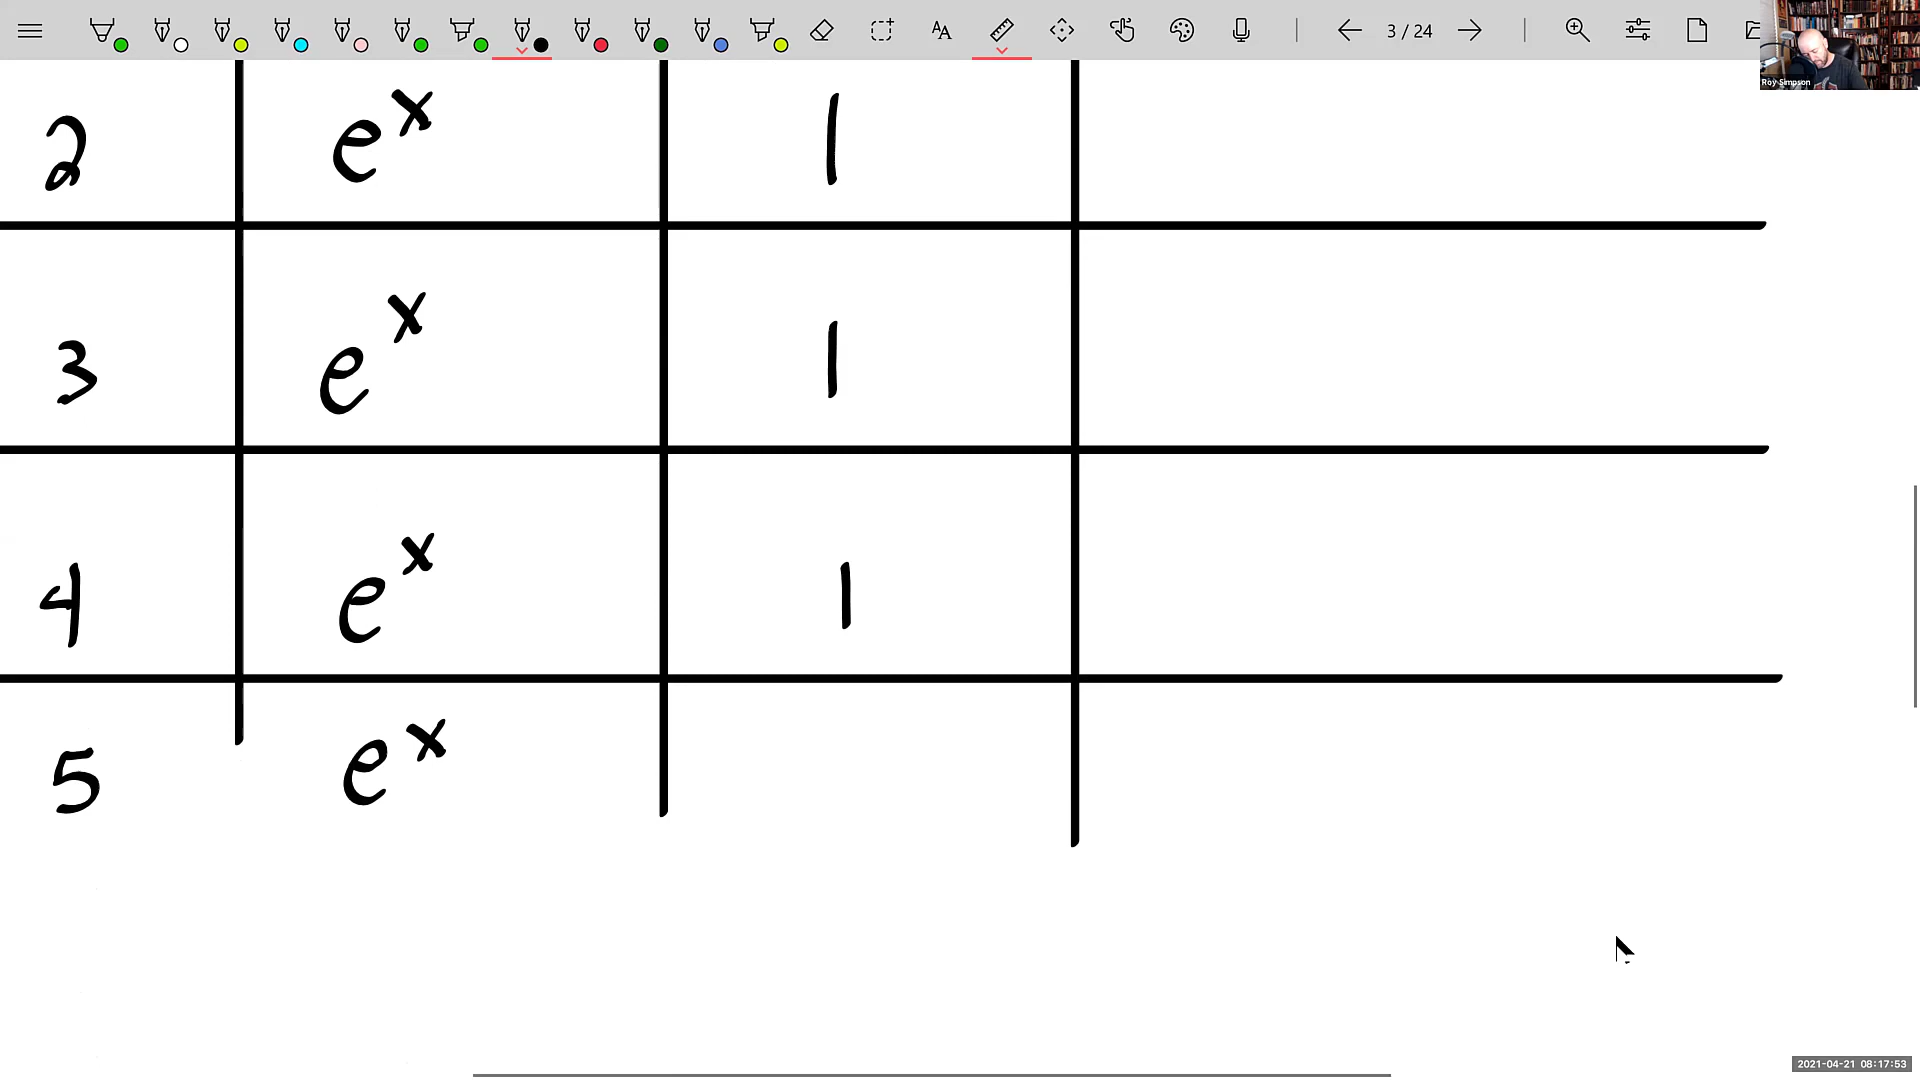 3 / 24
Roy Simpson
2 e^x 1
3 e^x 1
4 e^x 1
5 e^x
2021-04-21 08:17:53